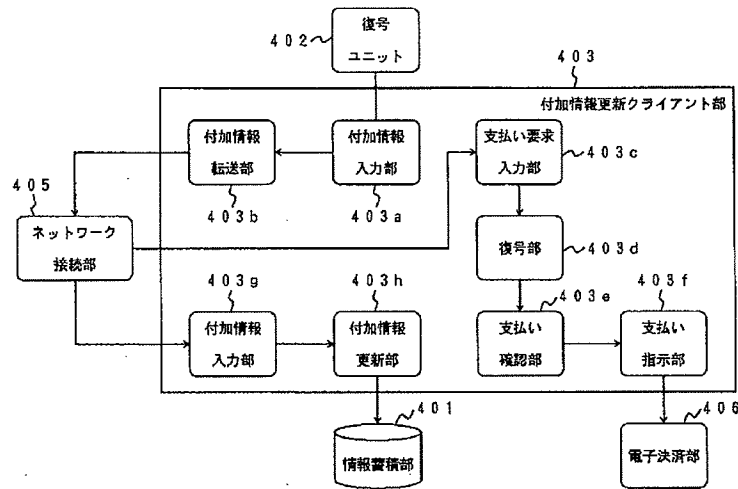 復号
ユニット
402
403
付加情報更新クライアント部
付加情報
転送部
403b
付加情報
入力部
403a
支払い要求
入力部
403c
405
ネットワーク
接続部
復号部
403d
403g
付加情報
入力部
403h
付加情報
更新部
403e
支払い
確認部
403f
支払い
指示部
401
情報蓄積部
406
電子決済部